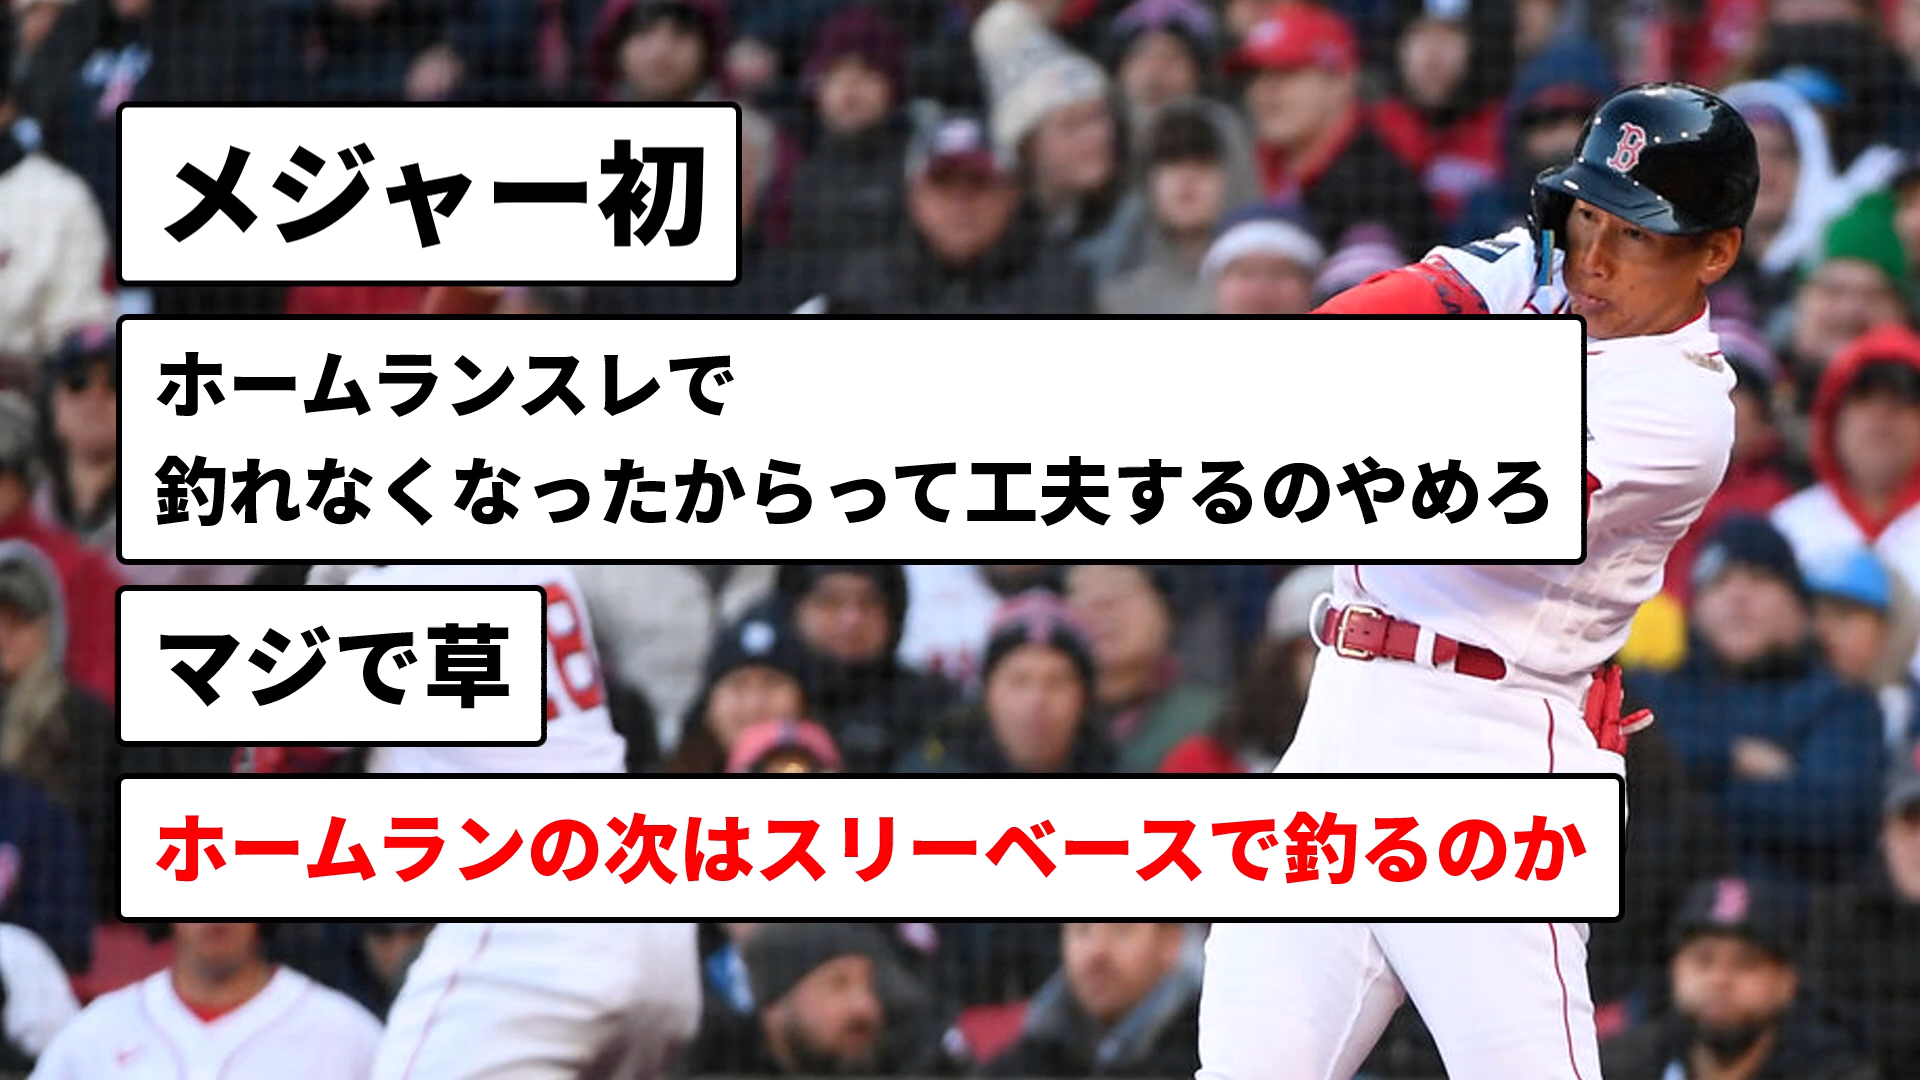 メジャー初
ホームランスレで
釣れなくなったからって工夫するのやめろ
マジで草
ホームランの次はスリーベースで釣るのか
B